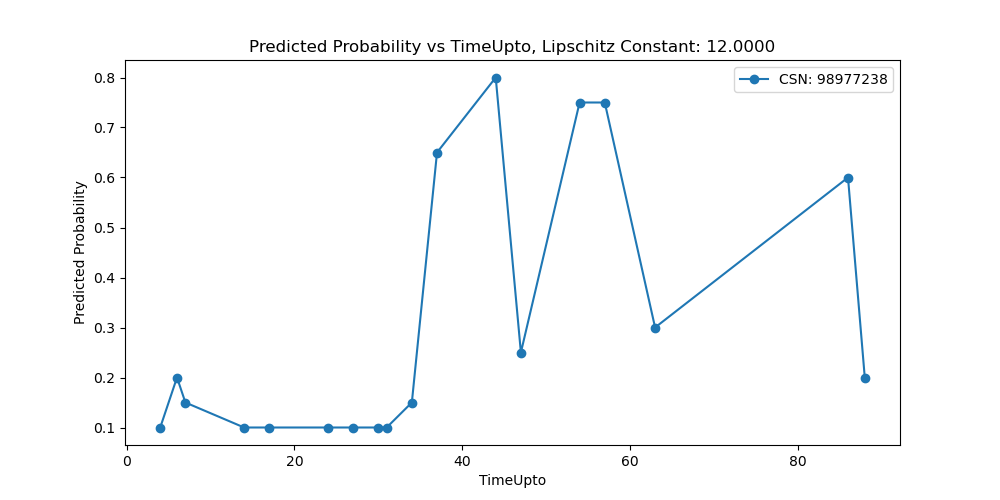 Predicted Probability vs TimeUpto, Lipschitz Constant: 12.0000
CSN: 98977238
0.8
0.7
0.6
0.5
0.4
0.3
0.2
0.1
Predicted Probability
0 20 40 60 80
TimeUpto